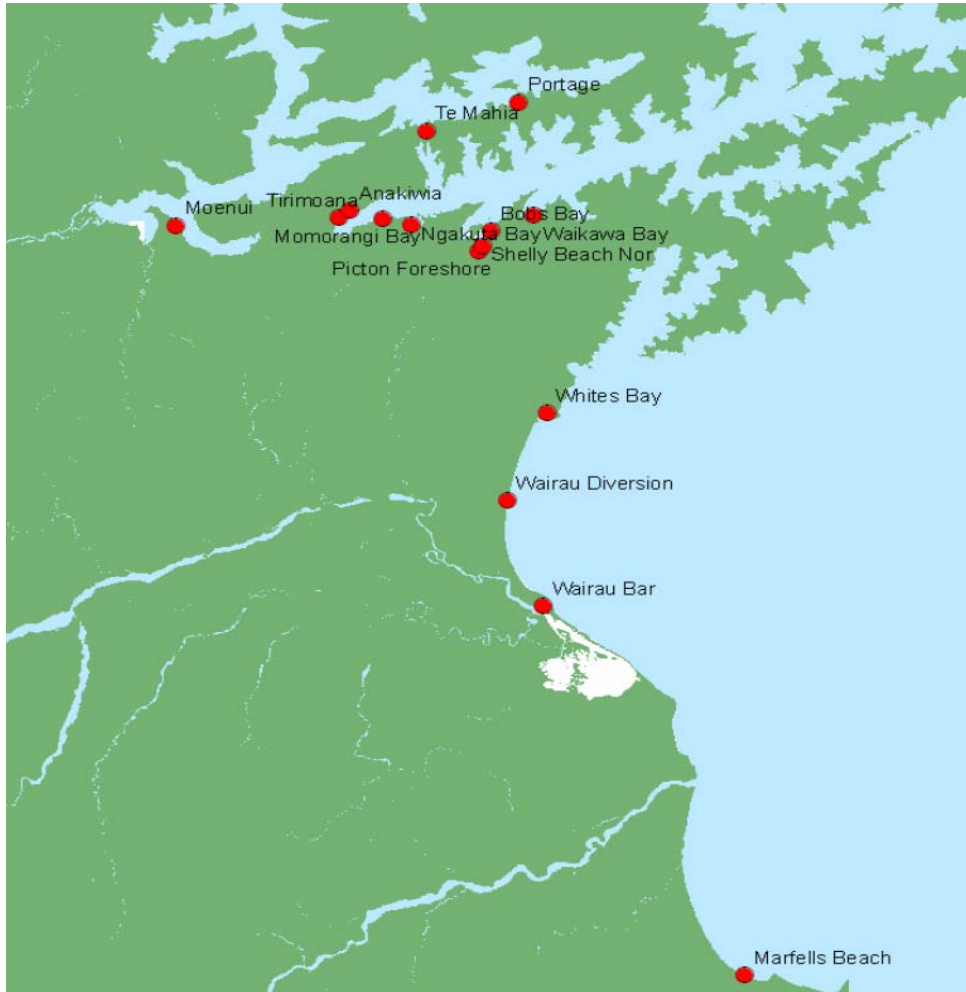 Portage
Te Mahia
Tirimoana
Anakiwia
Moenui
Bobs Bay
Momorangi Bay
Ngakuta Bay
Waikawa Bay
Shelly Beach Nor
Picton Foreshore
Whites Bay
Wairau Diversion
Wairau Bar
Marfells Beach